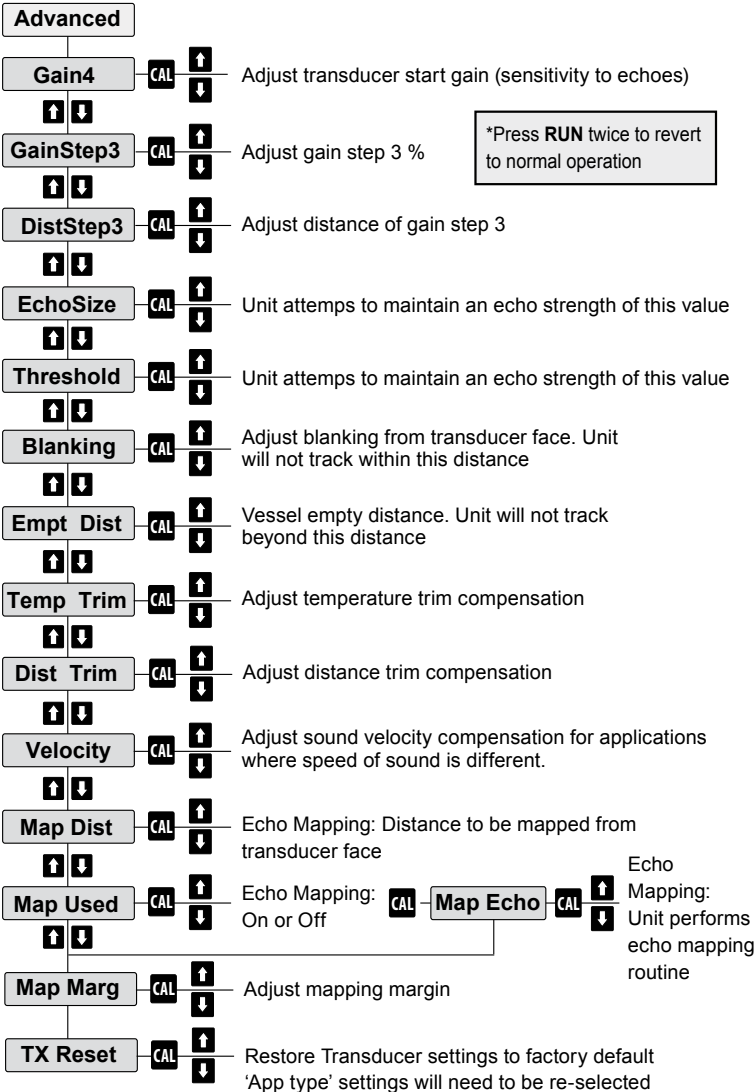 Advanced
Gain4 CAL Adjust transducer start gain (sensitivity to echoes)
*Press RUN twice to revert
to normal operation
GainStep3 CAL Adjust gain step 3 %
DistStep3 CAL Adjust distance of gain step 3
EchoSize CAL Unit attemps to maintain an echo strength of this value
Threshold CAL Unit attemps to maintain an echo strength of this value
Blanking CAL Adjust blanking from transducer face. Unit
will not track within this distance
Empt Dist CAL Vessel empty distance. Unit will not track
beyond this distance
Temp Trim CAL Adjust temperature trim compensation
Dist Trim CAL Adjust distance trim compensation
Velocity CAL Adjust sound velocity compensation for applications
where speed of sound is different.
Map Dist CAL Echo Mapping: Distance to be mapped from
transducer face
Map Used CAL Echo Mapping:
On or Off
CAL Map Echo CAL Echo
Mapping:
Unit performs
echo mapping
routine
Map Marg CAL Adjust mapping margin
TX Reset CAL Restore Transducer settings to factory default
'App type' settings will need to be re-selected